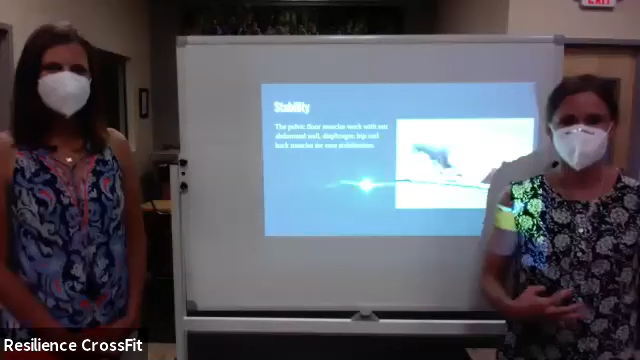 EXIT
Stability
The pelvic floor muscles work with our
abdominal wall, diaphragm, hip and
back muscles for core stabilization.
Resilience CrossFit